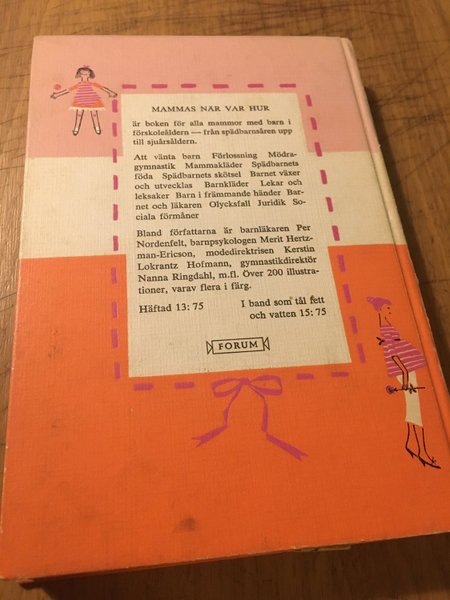 MAMMAS NÄR VAR HUR
är boken för alla mammor med barn i
förskoleåldern — från spädbarnsåren upp
till sjuårsåldern.
Att vänta barn Förlossning Mödra-
gymnastik Mammakläder Spädbarnets
föda Spädbarnets skötsel Barnet växer
och utvecklas Barnkläder Lekar och
leksaker Barn i främmande händer Bar-
net och läkaren Olycksfall Juridik So-
ciala förmåner
Bland författarna är barnläkaren Per
Nordenfelt, barnpsykologen Merit Hertz-
man-Ericson, modedirektrisen Kerstin
Lokrantz Hofmann, gymnastikdirektör
Nanna Ringdahl, m.fl. Över 200 illustra-
tioner, varav flera i färg.
Häftad 13: 75
I band som tål fett
och vatten 15: 75
FORUM